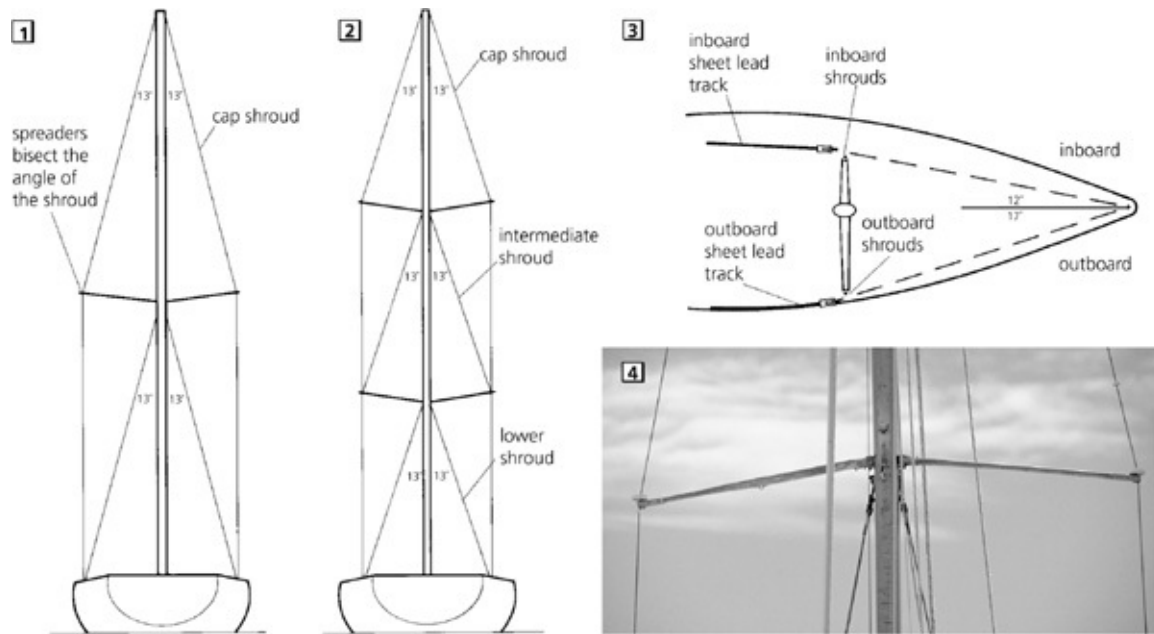 1
13°
13°
cap shroud
spreaders
bisect the
angle of
the shroud
13°
13°
2
cap shroud
13°
13°
intermediate
shroud
13°
13°
lower
shroud
13°
13°
3
inboard
sheet lead
track
inboard
shrouds
inboard
12°
17°
outboard
sheet lead
track
outboard
shrouds
outboard
4